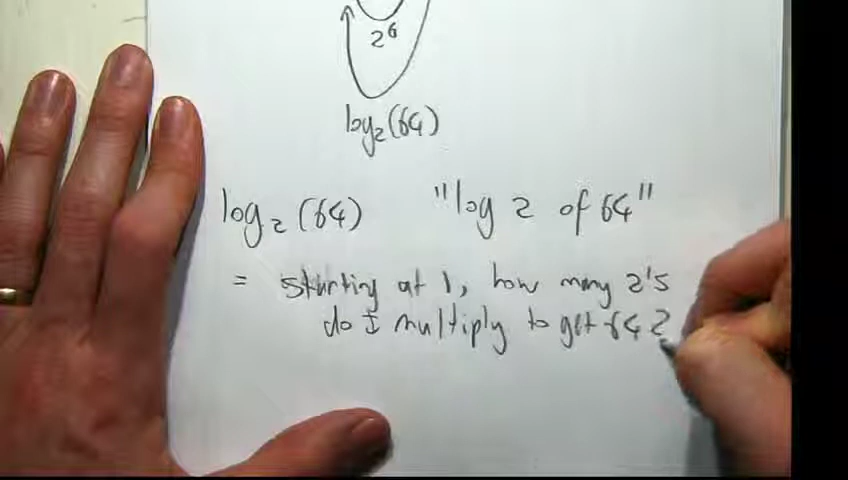 2⁶
log₂(64)
log₂(64) "log 2 of 64"
= starting at 1, how many 2's
do I multiply to get 64?